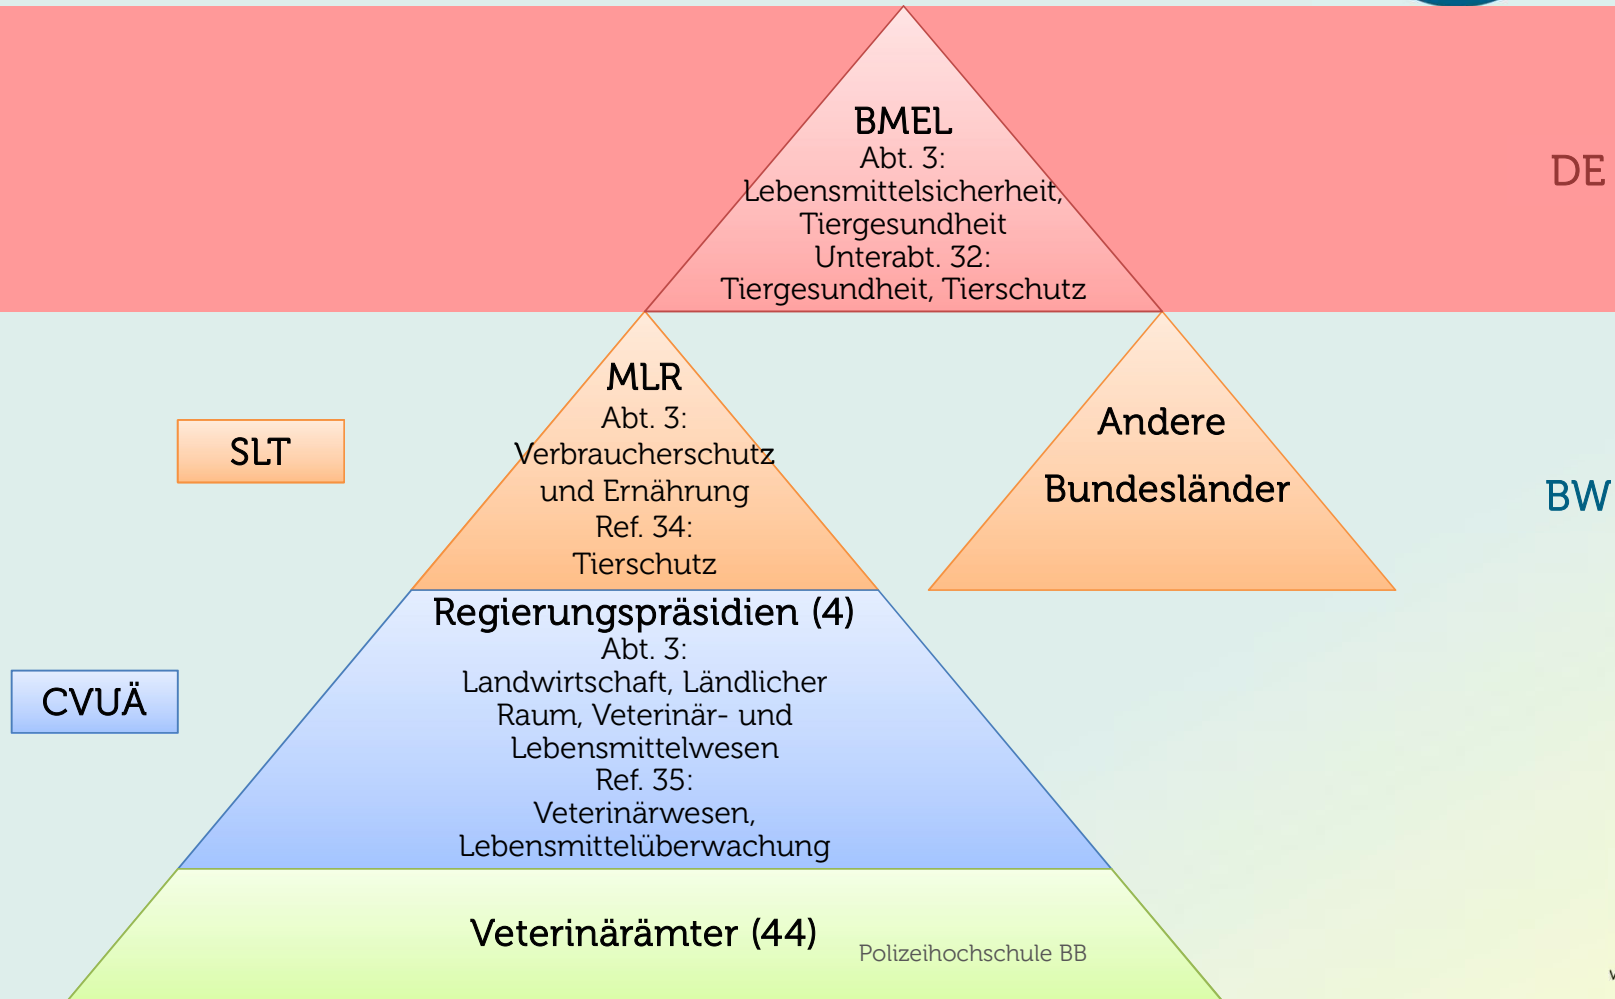 BMEL
Abt. 3:
Lebensmittelsicherheit,
Tiergesundheit
Unterabt. 32:
Tiergesundheit, Tierschutz
DE
MLR
Abt. 3:
Verbraucherschutz
und Ernährung
Ref. 34:
Tierschutz
SLT
Andere
Bundesländer
BW
Regierungspräsidien (4)
Abt. 3:
Landwirtschaft, Ländlicher
Raum, Veterinär- und
Lebensmittelwesen
Ref. 35:
Veterinärwesen,
Lebensmittelüberwachung
CVUÄ
Veterinärämter (44)
Polizeihochschule BB